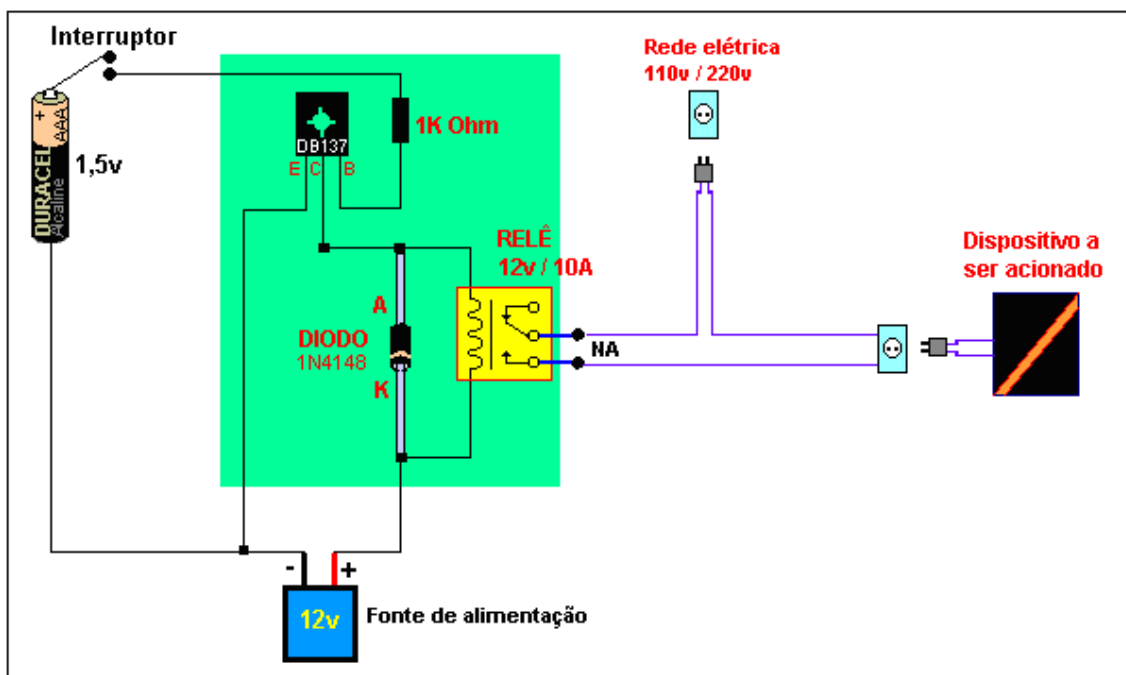 Interruptor
+
AAA
DURACEL
Alcaline
1,5v
DB137
E C B
1K Ohm
Rede elétrica
110v / 220v
RELÊ
12v / 10A
A
DIODO
1N4148
K
NA
Dispositivo a
ser acionado
- +
12v
Fonte de alimentação